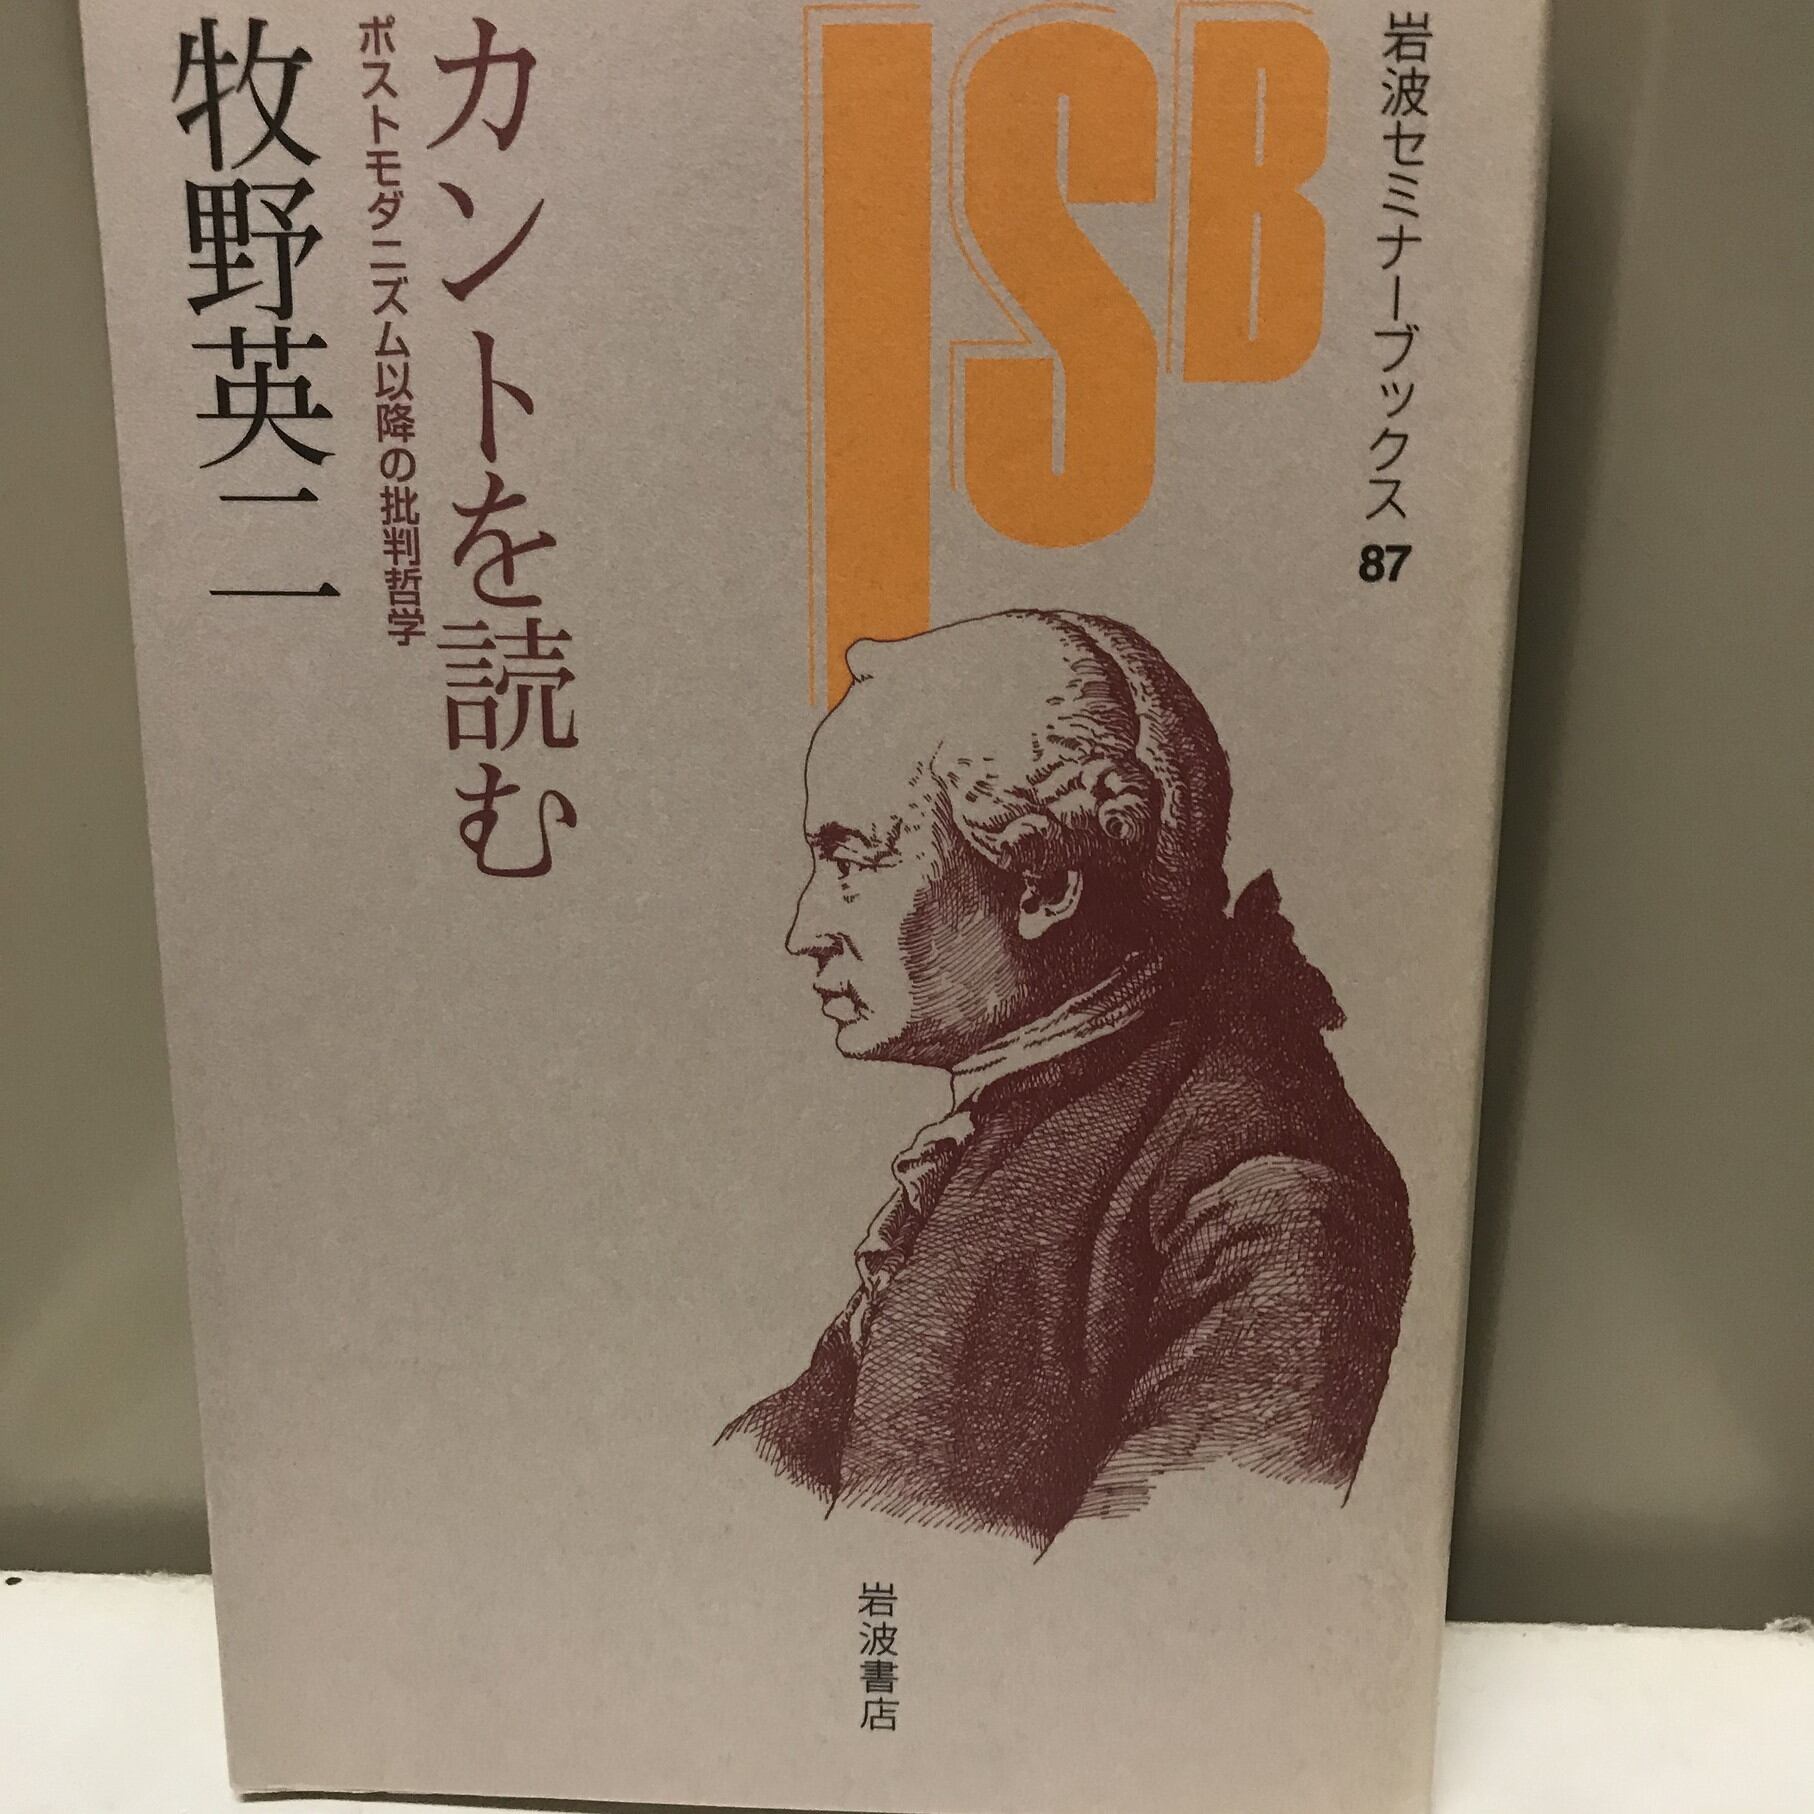 岩波セミナーブックス 87
ISB
カントを読む
ポストモダニズム以降の批判哲学
牧野英一
岩波書店